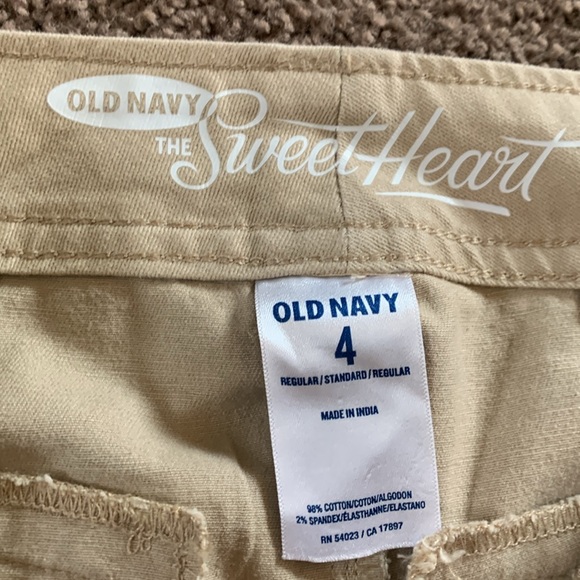 OLD NAVY
THE SweetHeart
OLD NAVY
4
REGULAR/STANDARD/REGULAR
MADE IN INDIA
98% COTTON/COTON/ALGODON
2% SPANDEX/ÉLASTHANNE/ELASTANO
RN 54023 / CA 17897